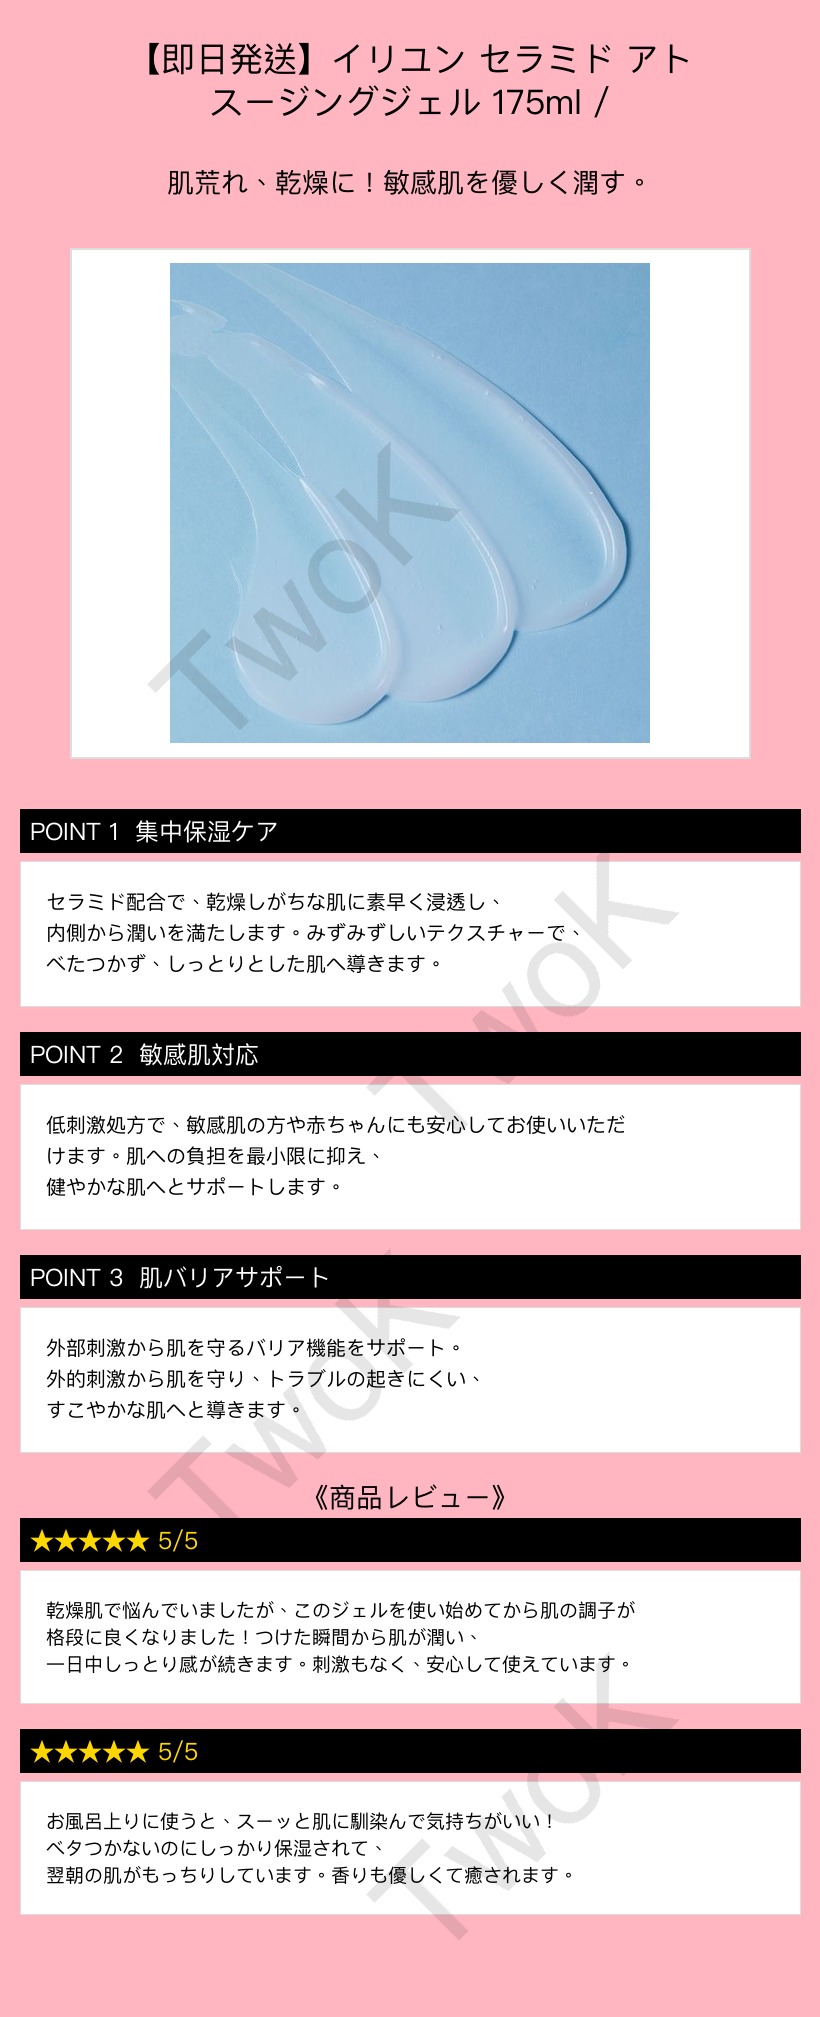 【即日発送】イリユン セラミド アト
スージングジェル 175ml /
肌荒れ、乾燥に！敏感肌を優しく潤す。
TwoK
POINT 1 集中保湿ケア
セラミド配合で、乾燥しがちな肌に素早く浸透し、
内側から潤いを満たします。みずみずしいテクスチャーで、
べたつかず、しっとりとした肌へ導きます。
TwoK
POINT 2 敏感肌対応
低刺激処方で、敏感肌の方や赤ちゃんにも安心してお使いいただ
けます。肌への負担を最小限に抑え、
健やかな肌へとサポートします。
POINT 3 肌バリアサポート
外部刺激から肌を守るバリア機能をサポート。
外的刺激から肌を守り、トラブルの起きにくい、
すこやかな肌へと導きます。
TwoK
《商品レビュー》
★★★★★ 5/5
乾燥肌で悩んでいましたが、このジェルを使い始めてから肌の調子が
格段に良くなりました！つけた瞬間から肌が潤い、
一日中しっとり感が続きます。刺激もなく、安心して使えています。
★★★★★ 5/5
お風呂上りに使うと、スーッと肌に馴染んで気持ちがいい！
ベタつかないのにしっかり保湿されて、
翌朝の肌がもっちりしています。香りも優しくて癒されます。
TwoK